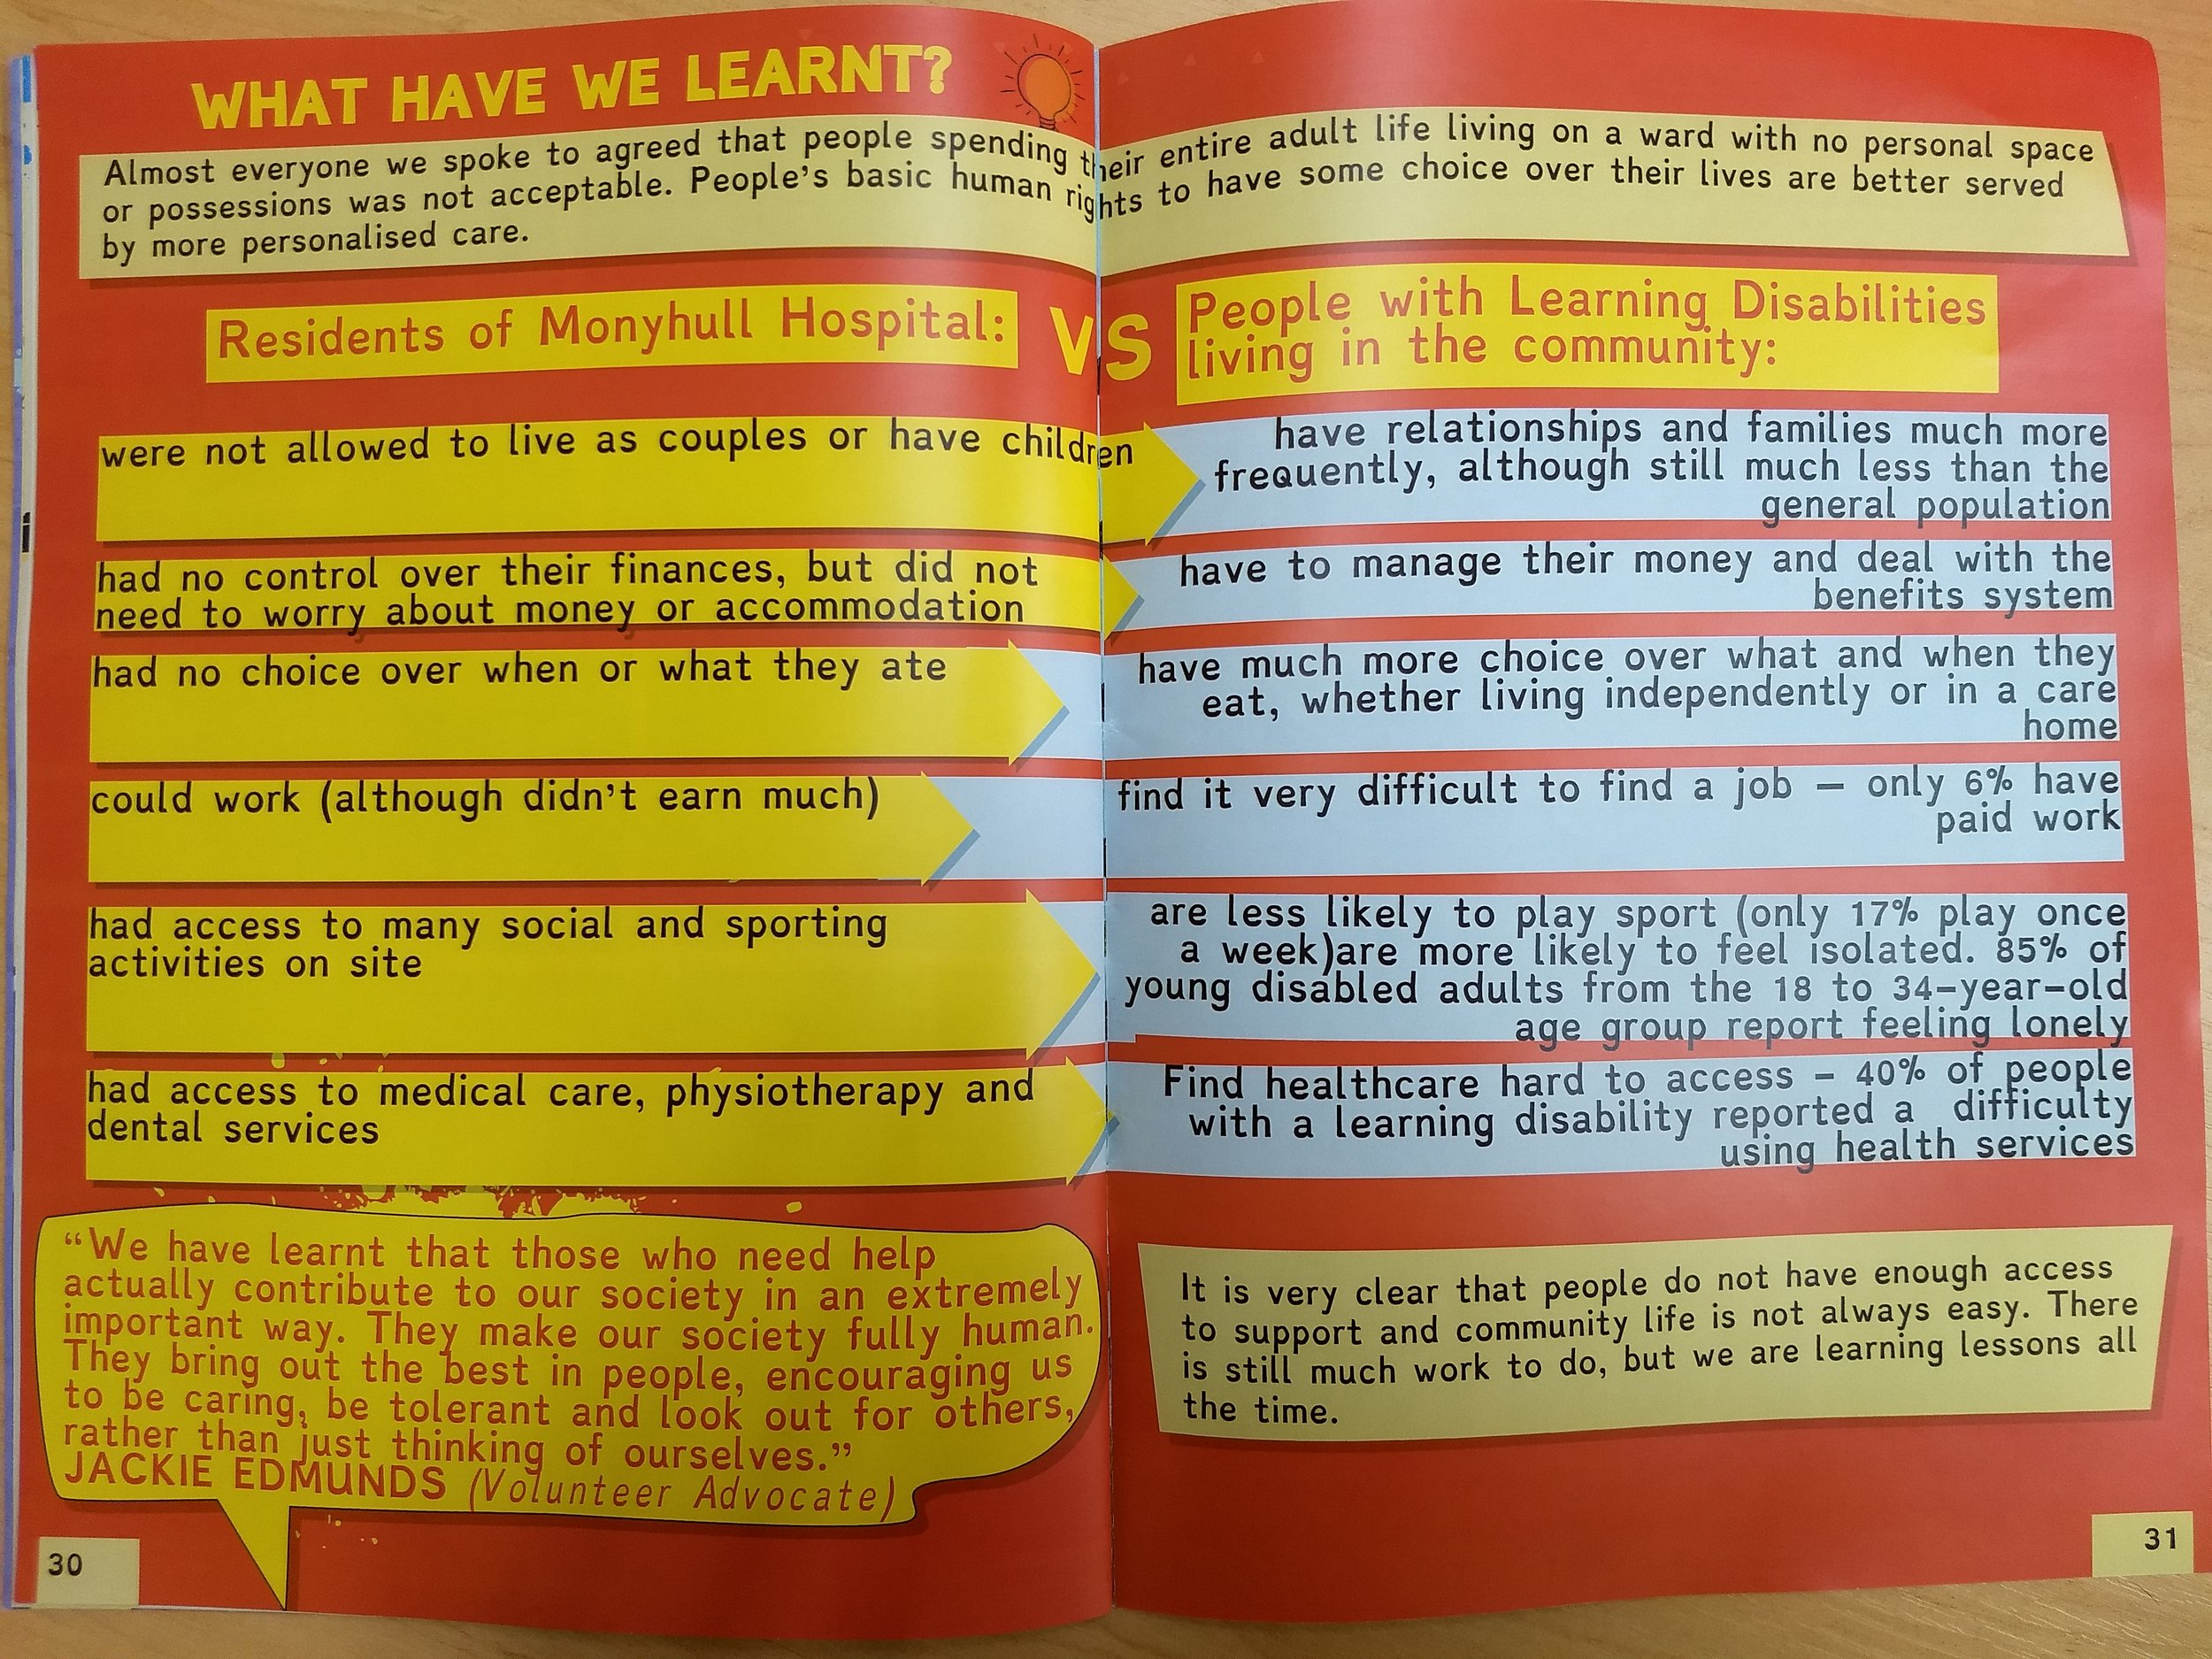 WHAT HAVE WE LEARNT?
Almost everyone we spoke to agreed that people spending their entire adult life living on a ward with no personal space
or possessions was not acceptable. People's basic human rights to have some choice over their lives are better served
by more personalised care.
Residents of Monyhull Hospital:
VS
People with Learning Disabilities
living in the community:
were not allowed to live as couples or have children
have relationships and families much more
frequently, although still much less than the
general population
had no control over their finances, but did not
need to worry about money or accommodation
have to manage their money and deal with the
benefits system
had no choice over when or what they ate
have much more choice over what and when they
eat, whether living independently or in a care
home
could work (although didn't earn much)
find it very difficult to find a job – only 6% have
paid work
had access to many social and sporting
activities on site
are less likely to play sport (only 17% play once
a week)are more likely to feel isolated. 85% of
young disabled adults from the 18 to 34-year-old
age group report feeling lonely
had access to medical care, physiotherapy and
dental services
Find healthcare hard to access – 40% of people
with a learning disability reported a difficulty
using health services
“We have learnt that those who need help
actually contribute to our society in an extremely
important way. They make our society fully human.
They bring out the best in people, encouraging us
to be caring, be tolerant and look out for others,
rather than just thinking of ourselves.”
JACKIE EDMUNDS (Volunteer Advocate)
It is very clear that people do not have enough access
to support and community life is not always easy. There
is still much work to do, but we are learning lessons all
the time.
30
31